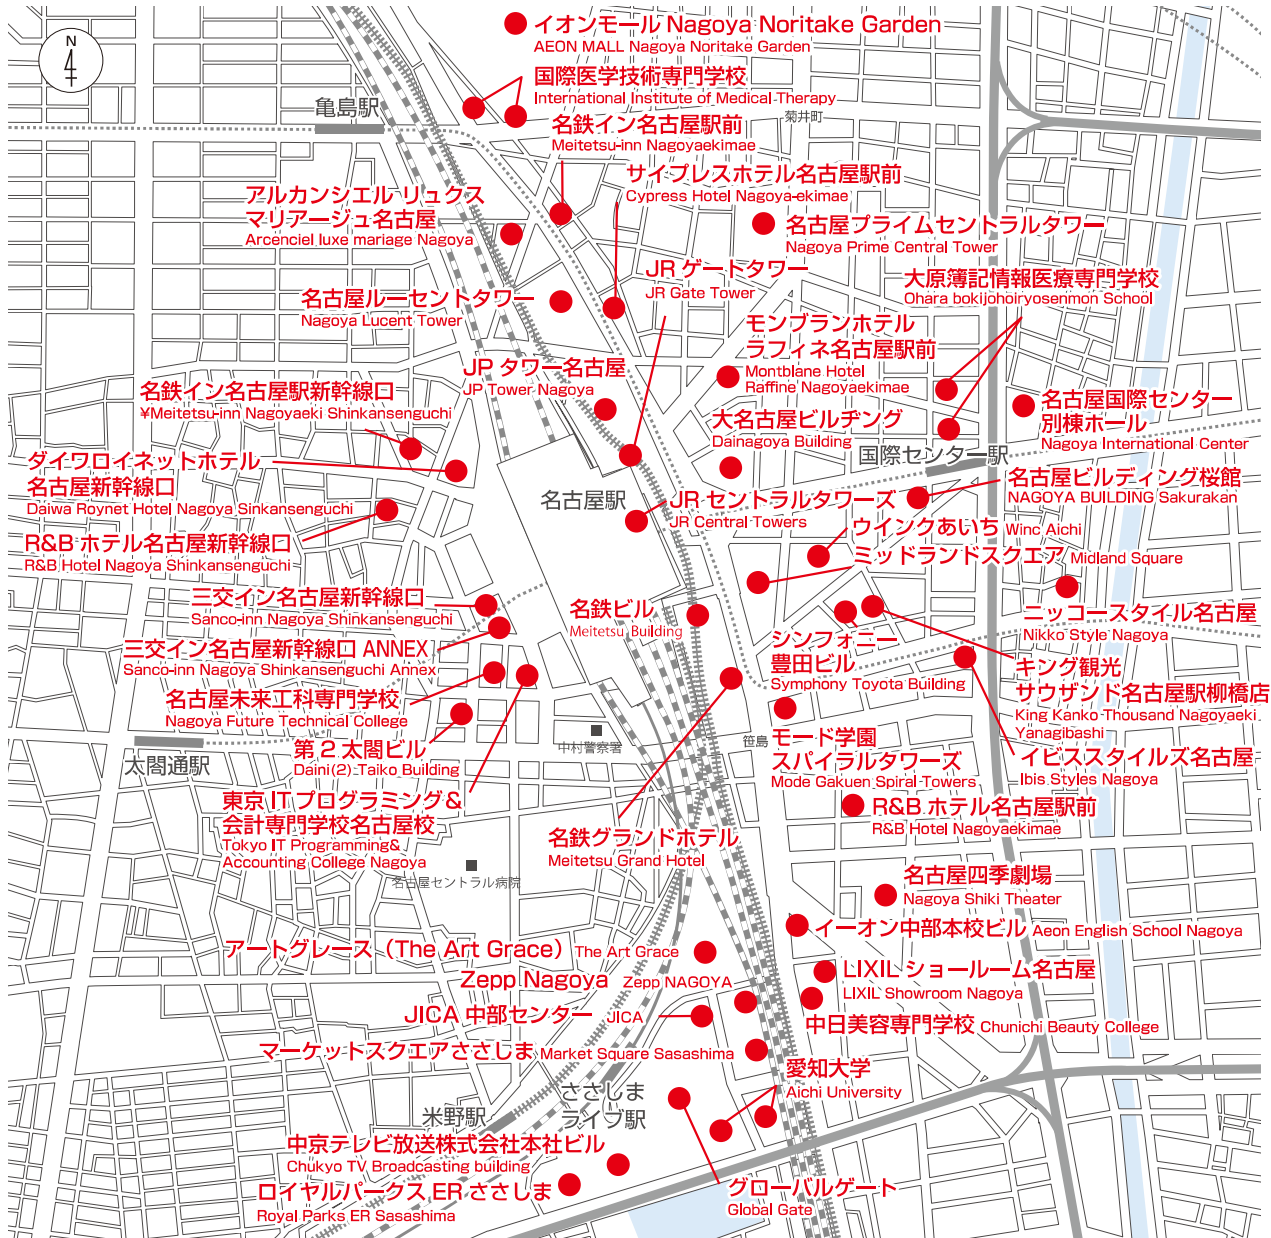 イオンモール Nagoya Noritake Garden
AEON MALL Nagoya Noritake Garden
N
国際医学技術専門学校
International Institute of Medical Therapy
亀島駅
菊井町
名鉄イン名古屋駅前
Meitetsu-inn Nagoyaekimae
サイプレスホテル名古屋駅前
Cypress Hotel Nagoya-ekimae
アルカンシエル リュクス
マリアージュ名古屋
Arcenciel luxe mariage Nagoya
名古屋プライムセントラルタワー
Nagoya Prime Central Tower
JR ゲートタワー
JR Gate Tower
大原簿記情報医療専門学校
Ohara bokijohoiryosenmon School
名古屋ルーセントタワー
Nagoya Lucent Tower
モンブランホテル
ラフィネ名古屋駅前
Montblane Hotel
Raffine Nagoyaekimae
JP タワー名古屋
JP Tower Nagoya
名鉄イン名古屋駅新幹線口
¥Meitetsu-inn Nagoyaeki Shinkansenguchi
名古屋国際センター
別棟ホール
Nagoya International Center
大名古屋ビルヂング
Dainagoya Building
国際センター駅
ダイワロイネットホテル
名古屋新幹線口
Daiwa Roynet Hotel Nagoya Sinkansenguchi
名古屋ビルディング桜館
NAGOYA BUILDING Sakurakan
名古屋駅
JR セントラルタワーズ
JR Central Towers
ウインクあいち Winc Aichi
R&B ホテル名古屋新幹線口
R&B Hotel Nagoya Shinkansenguchi
ミッドランドスクエア Midland Square
三交イン名古屋新幹線口
Sanco-inn Nagoya Shinkansenguchi
名鉄ビル
Meitetsu Building
ニッコースタイル名古屋
Nikko Style Nagoya
三交イン名古屋新幹線口 ANNEX
Sanco-inn Nagoya Shinkansenguchi Annex
シンフォニー
豊田ビル
Symphony Toyota Building
キング観光
サウザンド名古屋駅柳橋店
King Kanko Thousand Nagoyaeki
Yanagibashi
名古屋未来工科専門学校
Nagoya Future Technical College
中村警察署
笹島
第 2 太閤ビル
Daini(2) Taiko Building
太閤通駅
モード学園
スパイラルタワーズ
Mode Gakuen Spiral Towers
イビススタイルズ名古屋
Ibis Styles Nagoya
東京 IT プログラミング &
会計専門学校名古屋校
Tokyo IT Programming&
Accounting College Nagoya
R&B ホテル名古屋駅前
R&B Hotel Nagoyaekimae
名鉄グランドホテル
Meitetsu Grand Hotel
名古屋セントラル病院
名古屋四季劇場
Nagoya Shiki Theater
イーオン中部本校ビル Aeon English School Nagoya
アートグレース（The Art Grace） The Art Grace
Zepp Nagoya Zepp NAGOYA
LIXIL ショールーム名古屋
LIXIL Showroom Nagoya
JICA 中部センター JICA
中日美容専門学校 Chunichi Beauty College
マーケットスクエアささしま Market Square Sasashima
愛知大学
Aichi University
ささしま
ライブ駅
米野駅
中京テレビ放送株式会社本社ビル
Chukyo TV Broadcasting building
ロイヤルパークス ER ささしま
Royal Parks ER Sasashima
グローバルゲート
Global Gate